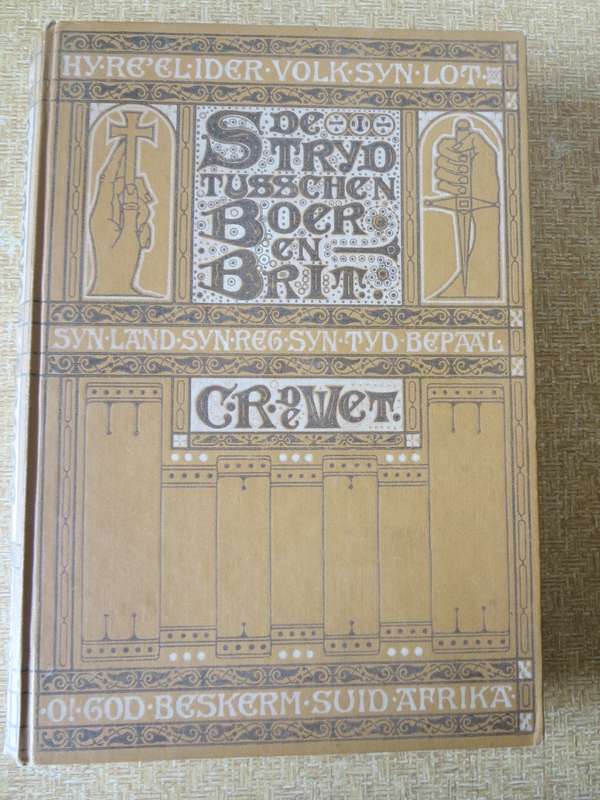 HY·RE'EL·IDER·VOLK·SYN·LOT·
DE
STRYD
TUSSCHEN
BOER
EN
BRIT.
SYN·LAND·SYN·REG·SYN·TYD·BEPAAL
C·R·DE WET.
·O!·GOD·BESKERM·SUID·AFRIKA·